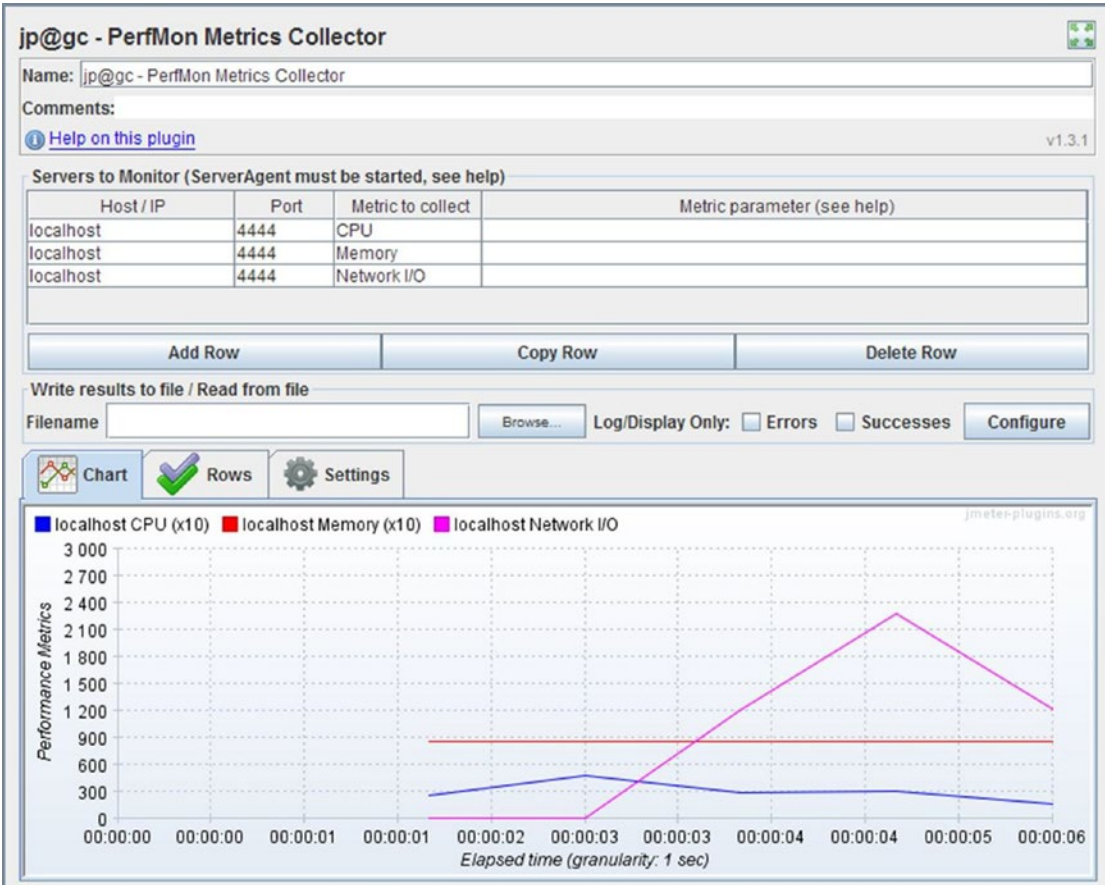 jp@gc - PerfMon Metrics Collector
Name: jp@gc - PerfMon Metrics Collector
Comments:
Help on this plugin v1.3.1
Servers to Monitor (ServerAgent must be started, see help)
Host / IP Port Metric to collect Metric parameter (see help)
localhost 4444 CPU
localhost 4444 Memory
localhost 4444 Network I/O
Add Row Copy Row Delete Row
Write results to file / Read from file
Filename Browse... Log/Display Only: Errors Successes Configure
Chart Rows Settings
localhost CPU (x10) localhost Memory (x10) localhost Network I/O jmeter-plugins.org
Performance Metrics
3 000
2 700
2 400
2 100
1 800
1 500
1 200
900
600
300
0
00:00:00 00:00:00 00:00:01 00:00:01 00:00:02 00:00:03 00:00:03 00:00:04 00:00:04 00:00:05 00:00:06
Elapsed time (granularity: 1 sec)